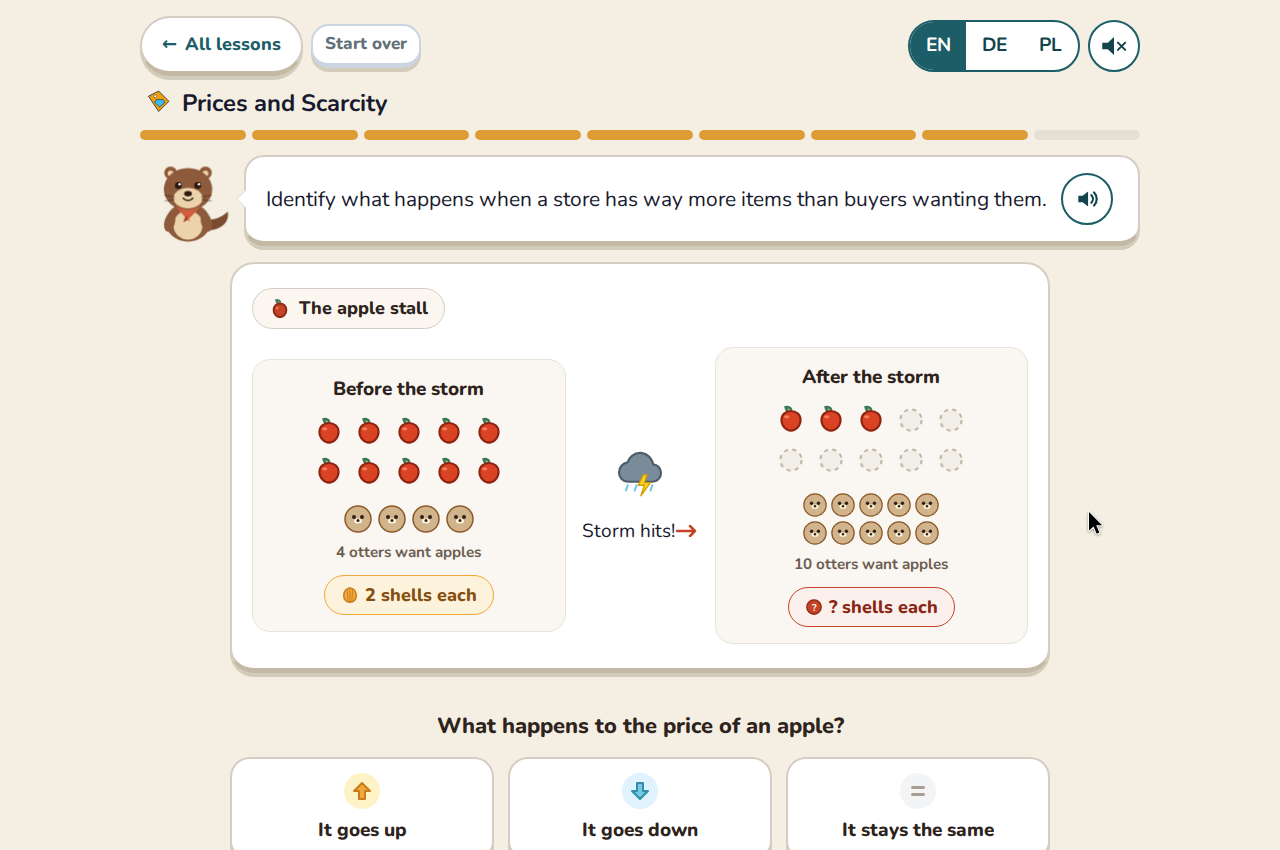 ← All lessons
Start over
EN DE PL
Prices and Scarcity
Identify what happens when a store has way more items than buyers wanting them.
The apple stall
Before the storm
4 otters want apples
2 shells each
Storm hits!→
After the storm
10 otters want apples
? ? shells each
What happens to the price of an apple?
It goes up
It goes down
It stays the same